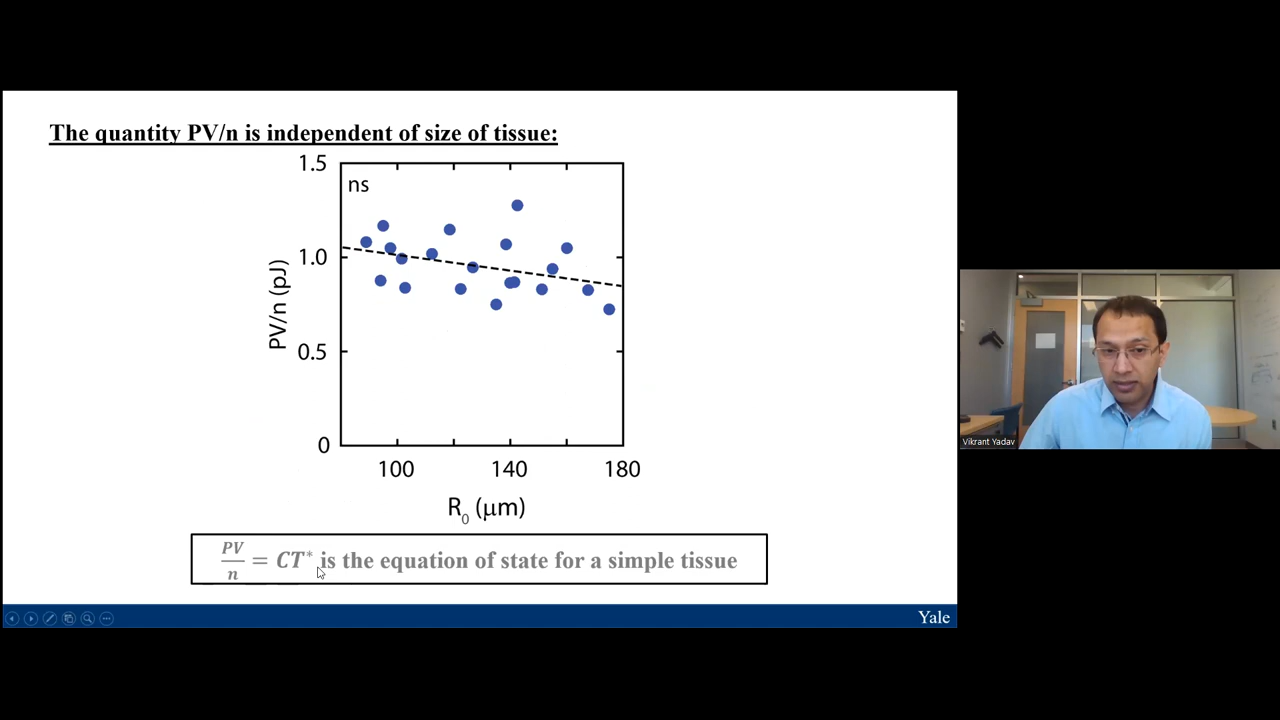 The quantity PV/n is independent of size of tissue:
1.5
ns
1.0
0.5
0
PV/n (pJ)
100 140 180
R₀ (μm)
PV/n = CT* is the equation of state for a simple tissue
Yale
Vikrant Yadav